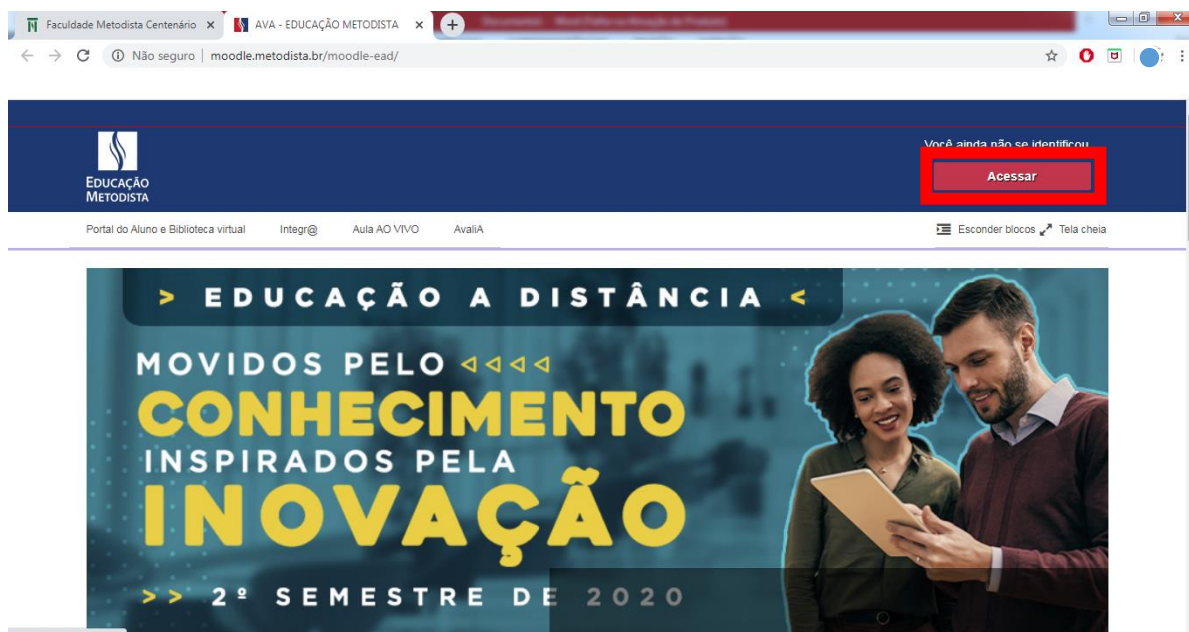 Faculdade Metodista Centenário
AVA - EDUCAÇÃO METODISTA
Não seguro | moodle.metodista.br/moodle-ead/
Você ainda não se identificou
Acessar
EDUCAÇÃO
METODISTA
Portal do Aluno e Biblioteca virtual Integr@ Aula AO VIVO AvaliA
Esconder blocos Tela cheia
> EDUCAÇÃO A DISTÂNCIA <
MOVIDOS PELO
CONHECIMENTO
INSPIRADOS PELA
INOVAÇÃO
>> 2º SEMESTRE DE 2020